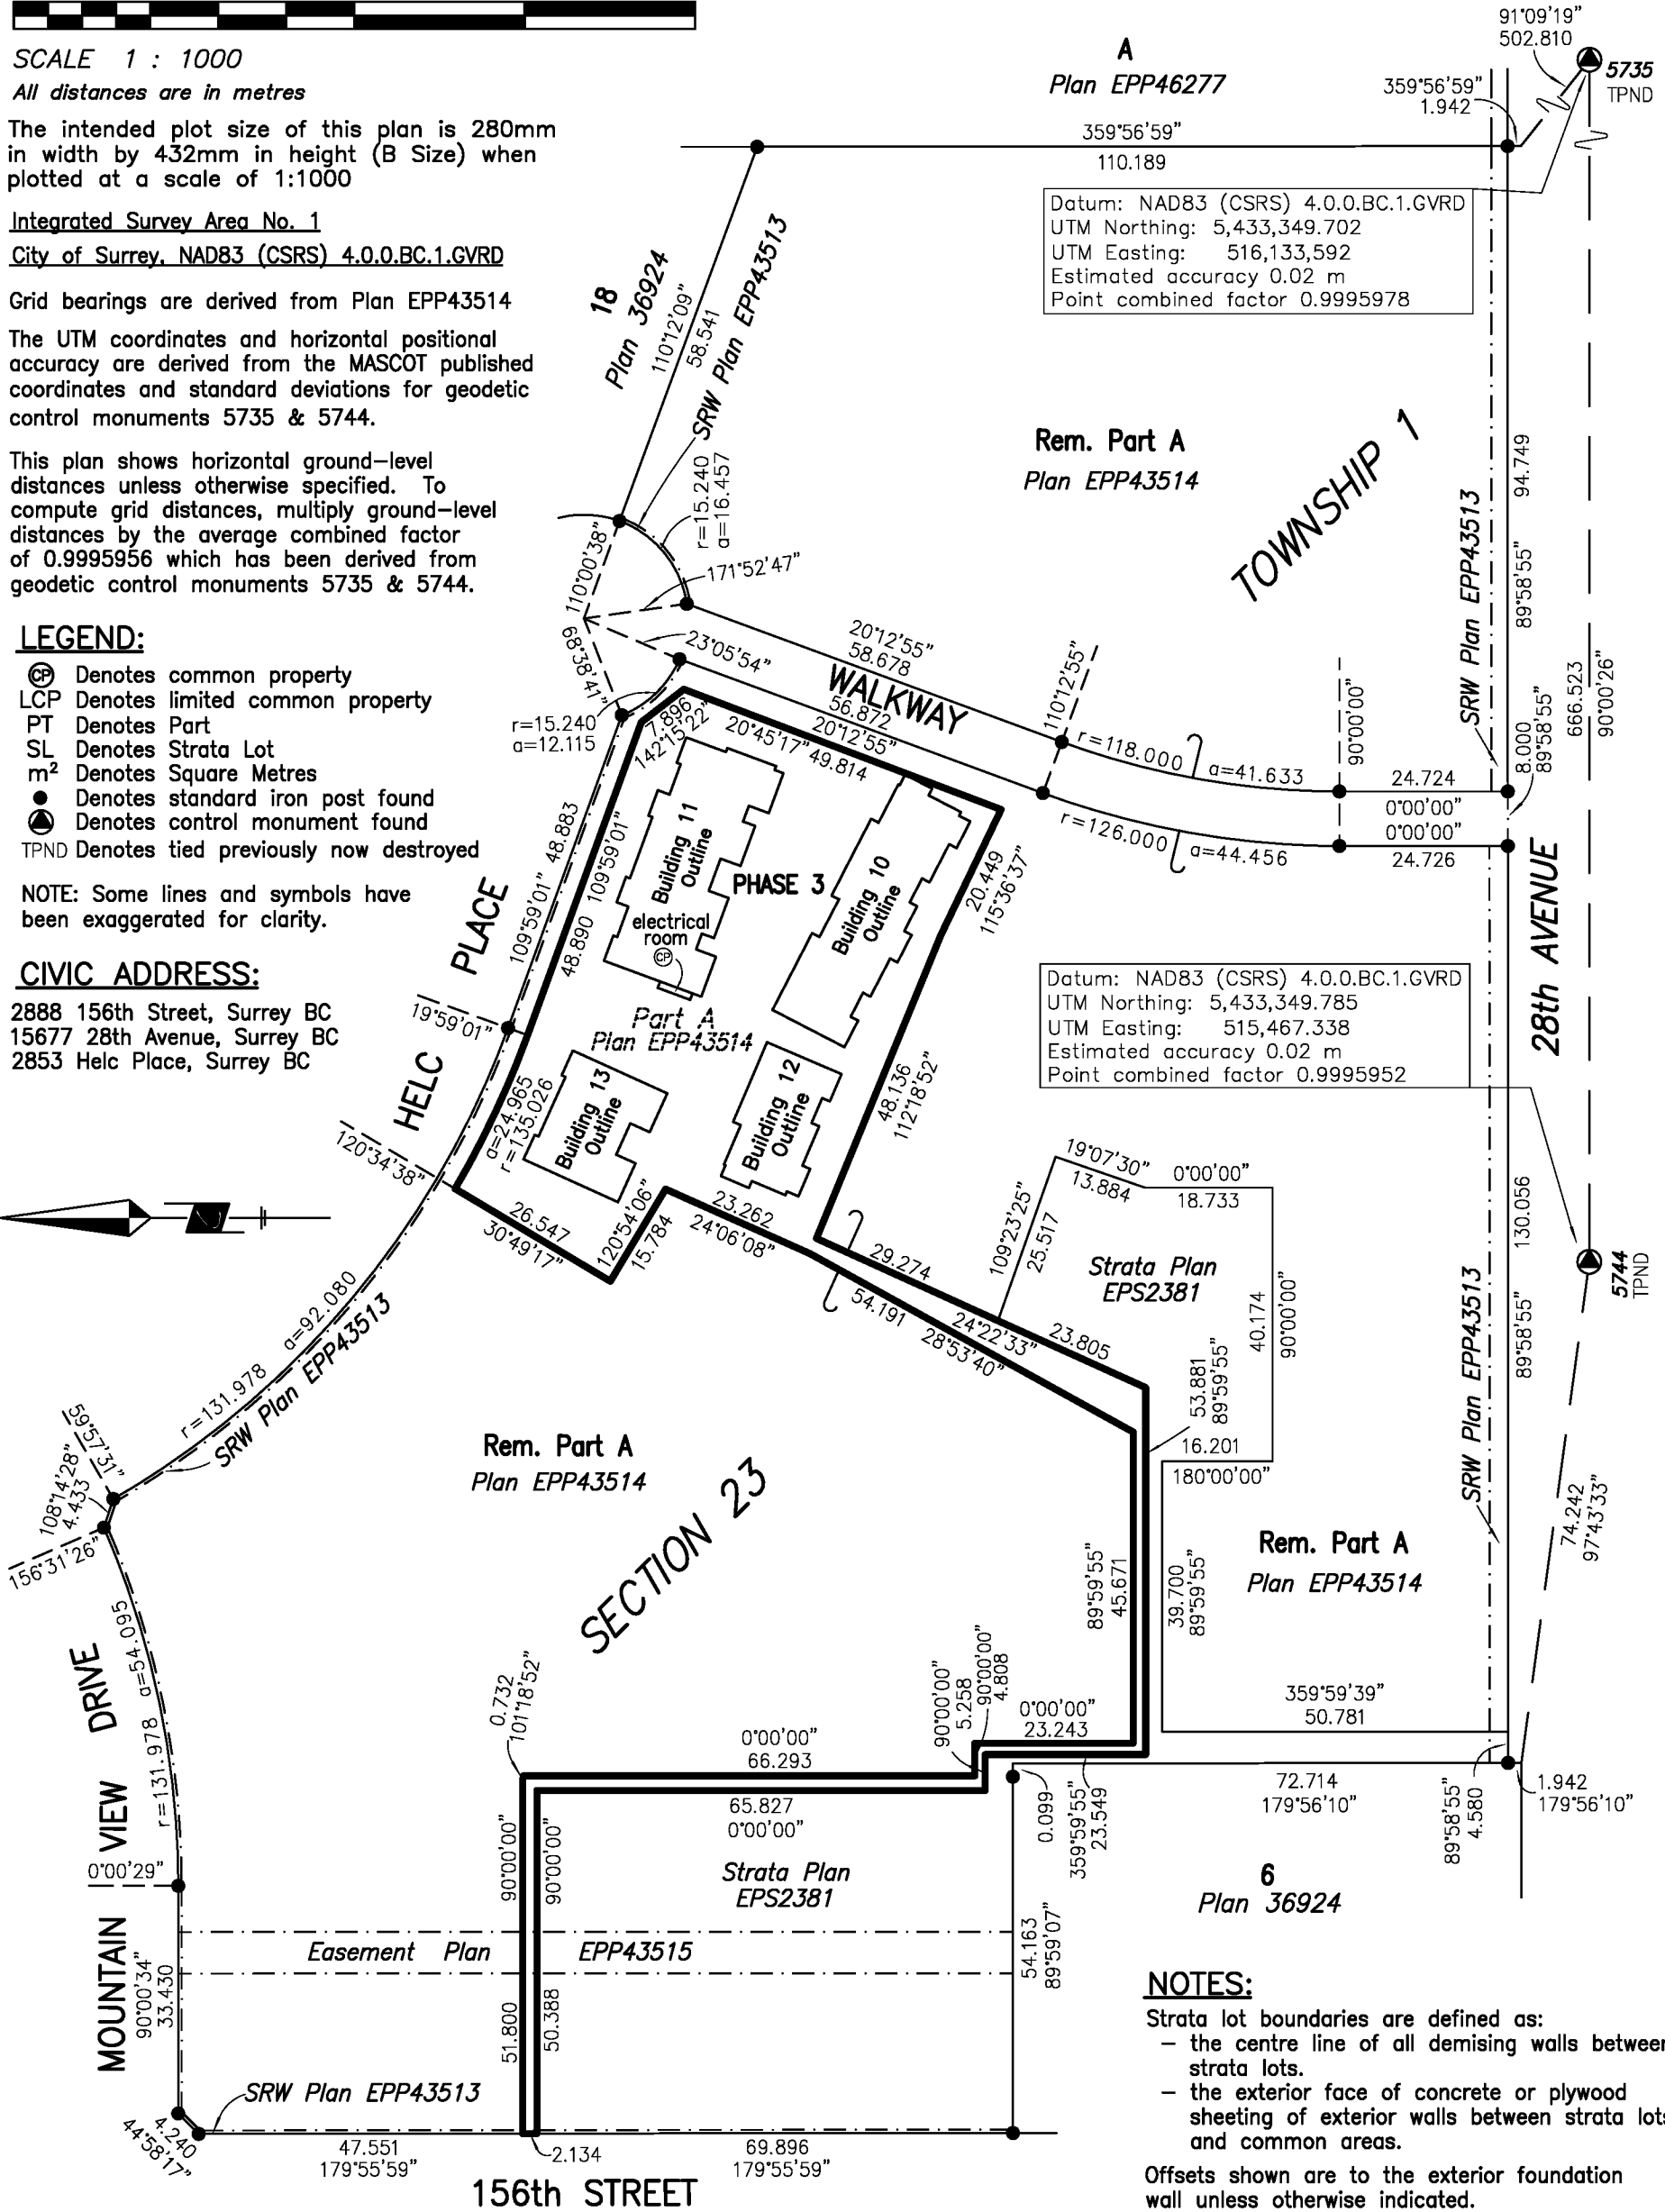 SCALE 1 : 1000
All distances are in metres
The intended plot size of this plan is 280mm
in width by 432mm in height (B Size) when
plotted at a scale of 1:1000
Integrated Survey Area No. 1
City of Surrey, NAD83 (CSRS) 4.0.0.BC.1.GVRD
Grid bearings are derived from Plan EPP43514
The UTM coordinates and horizontal positional
accuracy are derived from the MASCOT published
coordinates and standard deviations for geodetic
control monuments 5735 & 5744.
This plan shows horizontal ground-level
distances unless otherwise specified. To
compute grid distances, multiply ground-level
distances by the average combined factor
of 0.9995956 which has been derived from
geodetic control monuments 5735 & 5744.
LEGEND:
CP Denotes common property
LCP Denotes limited common property
PT Denotes Part
SL Denotes Strata Lot
m² Denotes Square Metres
Denotes standard iron post found
Denotes control monument found
TPND Denotes tied previously now destroyed
NOTE: Some lines and symbols have
been exaggerated for clarity.
CIVIC ADDRESS:
2888 156th Street, Surrey BC
15677 28th Avenue, Surrey BC
2853 Helc Place, Surrey BC
A
Plan EPP46277
359°56'59"
110.189
91°09'19"
502.810
359°56'59"
1.942
5735
TPND
Datum: NAD83 (CSRS) 4.0.0.BC.1.GVRD
UTM Northing: 5,433,349.702
UTM Easting: 516,133,592
Estimated accuracy 0.02 m
Point combined factor 0.9995978
18
Plan 36924
110°12'09"
58.541
SRW Plan EPP43513
r=15.240
a=16.457
110°00'38"
171°52'47"
68°38'41"
23°05'54"
r=15.240
a=12.115
Rem. Part A
Plan EPP43514
TOWNSHIP 1
SRW Plan EPP43513
94.749
89°58'55"
8.000
89°58'55"
666.523
90°00'26"
20°12'55"
58.678
WALKWAY
56.872
20°12'55"
110°12'55"
r=118.000
a=41.633
90°00'00"
24.724
0°00'00"
0°00'00"
24.726
r=126.000
a=44.456
7.896
142°15'22"
20°45'17"
49.814
Building 11
Outline
PHASE 3
electrical
room
CP
Building 10
Outline
20.449
115°36'37"
109°59'01"
48.883
109°59'01"
48.890
HELC PLACE
19°59'01"
Part A
Plan EPP43514
Building 13
Outline
Building 12
Outline
48.136
112°18'52"
a=24.965
r=135.026
120°34'38"
26.547
30°49'17"
120°54'06"
15.784
23.262
24°06'08"
28th AVENUE
Datum: NAD83 (CSRS) 4.0.0.BC.1.GVRD
UTM Northing: 5,433,349.785
UTM Easting: 515,467.338
Estimated accuracy 0.02 m
Point combined factor 0.9995952
5744
TPND
19°07'30"
13.884
0°00'00"
18.733
109°23'25"
25.517
Strata Plan
EPS2381
40.174
90°00'00"
29.274
24°22'33"
23.805
54.191
28°53'40"
53.881
89°59'55"
16.201
180°00'00"
130.056
89°58'55"
SRW Plan EPP43513
74.242
97°43'33"
r=131.978
a=92.080
SRW Plan EPP43513
59°57'31"
108°14'28"
4.433
156°31'26"
Rem. Part A
Plan EPP43514
SECTION 23
Rem. Part A
Plan EPP43514
89°59'55"
45.671
39.700
89°59'55"
359°59'39"
50.781
r=131.978 a=54.095
MOUNTAIN VIEW DRIVE
0°00'29"
90°00'34"
33.430
0.732
101°18'52"
0°00'00"
66.293
90°00'00"
5.258
90°00'00"
4.808
0°00'00"
23.243
65.827
0°00'00"
0.099
359°59'55"
23.549
72.714
179°56'10"
89°58'55"
4.580
1.942
179°56'10"
90°00'00"
90°00'00"
Strata Plan
EPS2381
6
Plan 36924
Easement Plan EPP43515
54.163
89°59'07"
51.800
50.388
SRW Plan EPP43513
4.240
44°58'17"
47.551
179°55'59"
2.134
69.896
179°55'59"
156th STREET
NOTES:
Strata lot boundaries are defined as:
- the centre line of all demising walls between
strata lots.
- the exterior face of concrete or plywood
sheeting of exterior walls between strata lots
and common areas.
Offsets shown are to the exterior foundation
wall unless otherwise indicated.